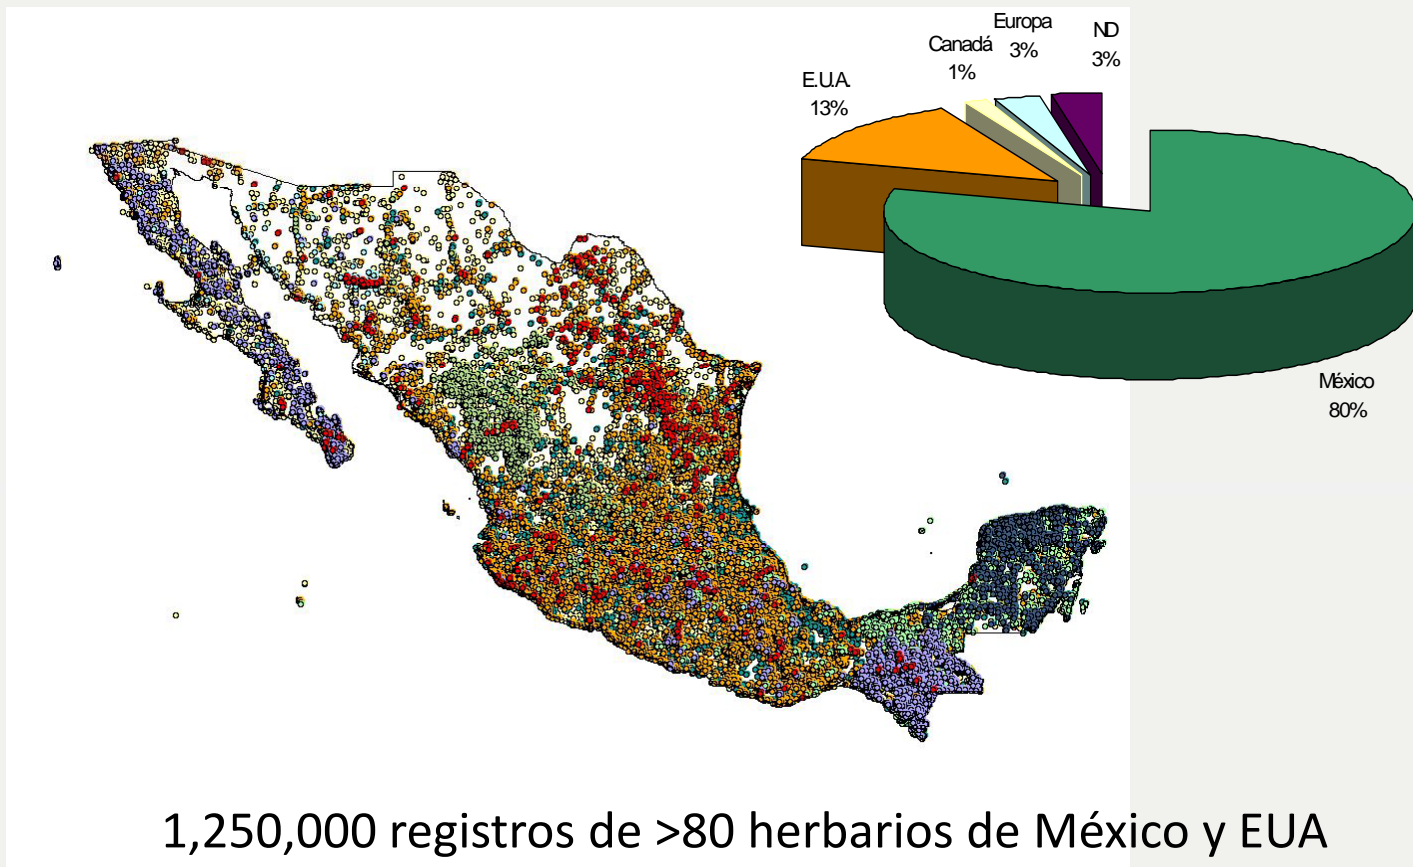 Europa
3%
ND
3%
Canadá
1%
E.U.A.
13%
México
80%
1,250,000 registros de >80 herbarios de México y EUA